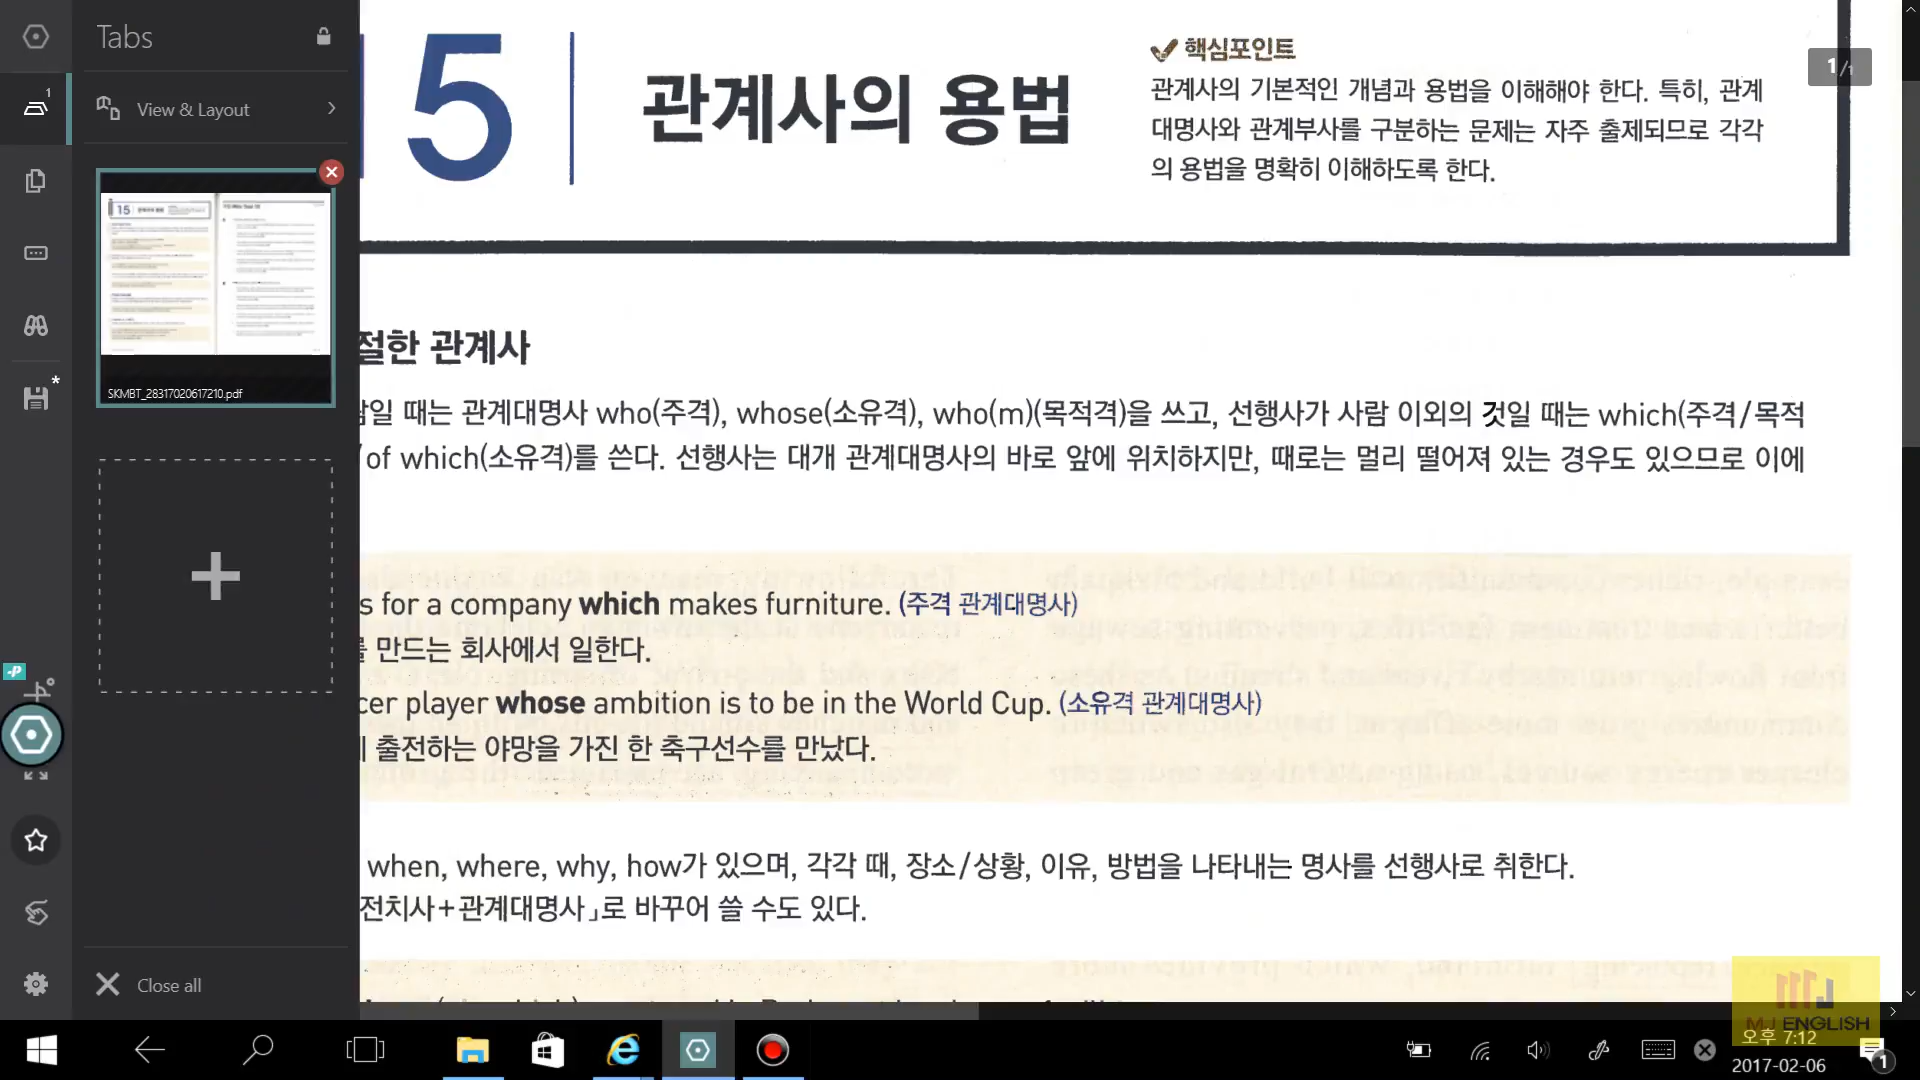 Tabs
View & Layout
SKMBT_28317020617210.pdf
Close all
15
관계사의 용법
핵심포인트
관계사의 기본적인 개념과 용법을 이해해야 한다. 특히, 관계
대명사와 관계부사를 구분하는 문제는 자주 출제되므로 각각
의 용법을 명확히 이해하도록 한다.
1/1
절한 관계사
일 때는 관계대명사 who(주격), whose(소유격), who(m)(목적격)을 쓰고, 선행사가 사람 이외의 것일 때는 which(주격/목적
/of which(소유격)를 쓴다. 선행사는 대개 관계대명사의 바로 앞에 위치하지만, 때로는 멀리 떨어져 있는 경우도 있으므로 이에
s for a company which makes furniture. (주격 관계대명사)
만드는 회사에서 일한다.
cer player whose ambition is to be in the World Cup. (소유격 관계대명사)
출전하는 야망을 가진 한 축구선수를 만났다.
when, where, why, how가 있으며, 각각 때, 장소/상황, 이유, 방법을 나타내는 명사를 선행사로 취한다.
전치사+관계대명사」로 바꾸어 쓸 수도 있다.
MJ ENGLISH
오후 7:12
2017-02-06
1